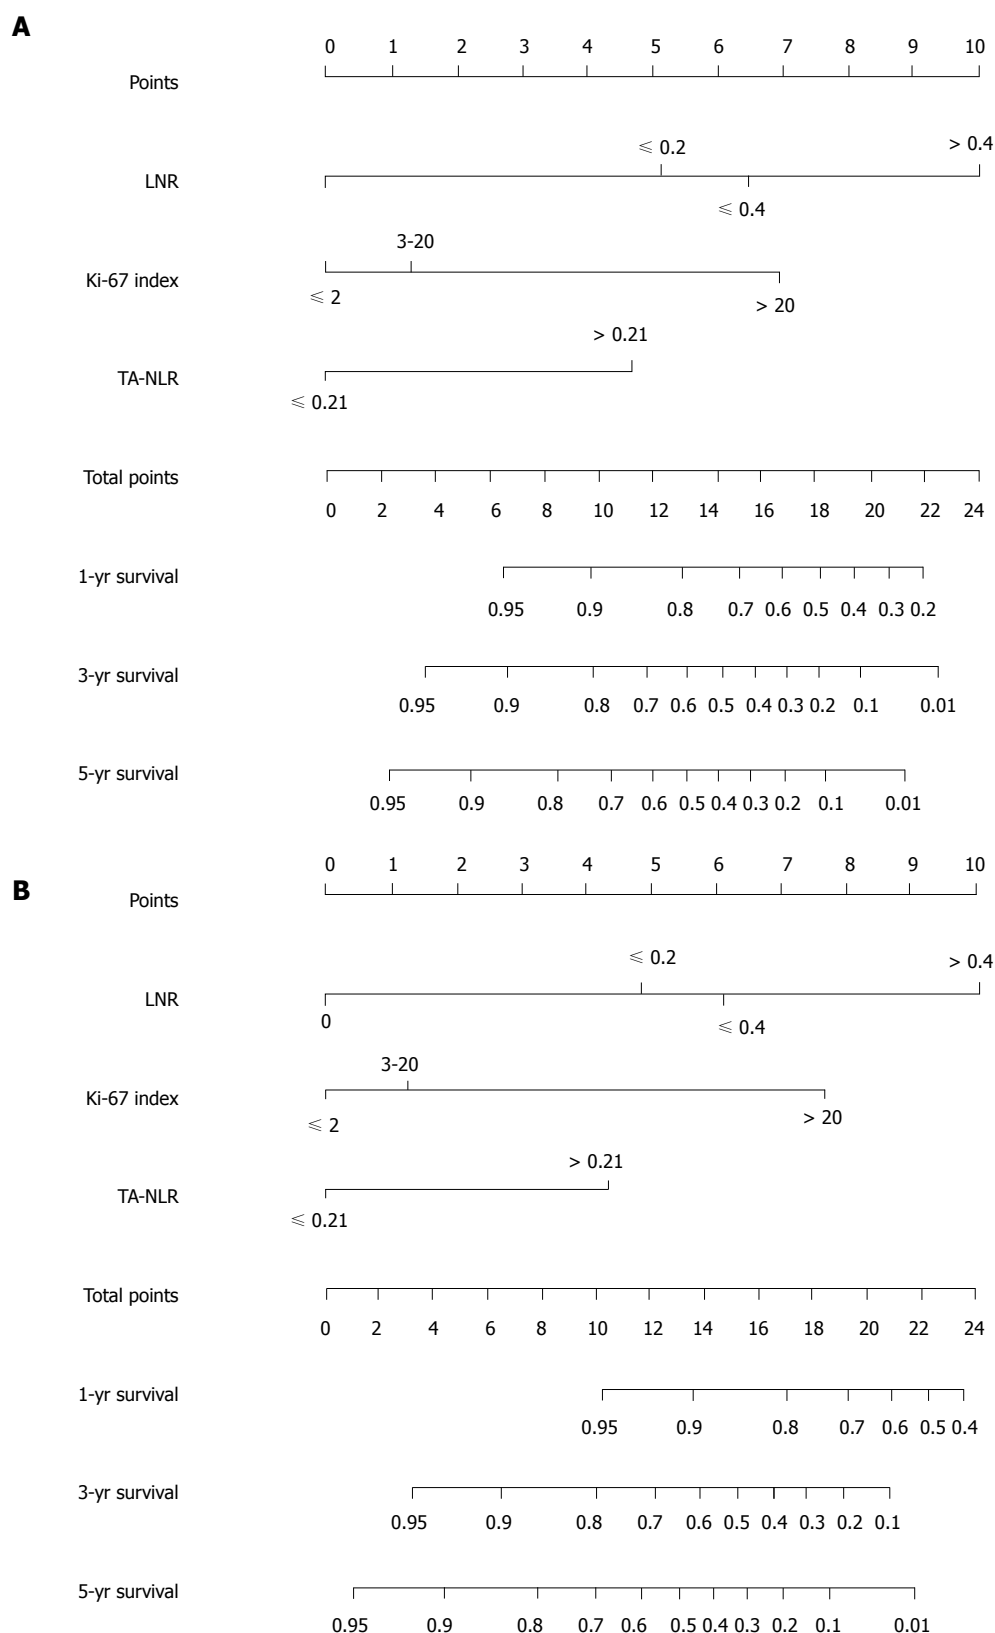 A
0 1 2 3 4 5 6 7 8 9 10
Points
≤ 0.2 > 0.4
LNR
≤ 0.4
3-20
Ki-67 index
≤ 2 > 20
> 0.21
TA-NLR
≤ 0.21
Total points
0 2 4 6 8 10 12 14 16 18 20 22 24
1-yr survival
0.95 0.9 0.8 0.7 0.6 0.5 0.4 0.3 0.2
3-yr survival
0.95 0.9 0.8 0.7 0.6 0.5 0.4 0.3 0.2 0.1 0.01
5-yr survival
0.95 0.9 0.8 0.7 0.6 0.5 0.4 0.3 0.2 0.1 0.01
B
0 1 2 3 4 5 6 7 8 9 10
Points
≤ 0.2 > 0.4
LNR
0 ≤ 0.4
3-20
Ki-67 index
≤ 2 > 20
> 0.21
TA-NLR
≤ 0.21
Total points
0 2 4 6 8 10 12 14 16 18 20 22 24
1-yr survival
0.95 0.9 0.8 0.7 0.6 0.5 0.4
3-yr survival
0.95 0.9 0.8 0.7 0.6 0.5 0.4 0.3 0.2 0.1
5-yr survival
0.95 0.9 0.8 0.7 0.6 0.5 0.4 0.3 0.2 0.1 0.01